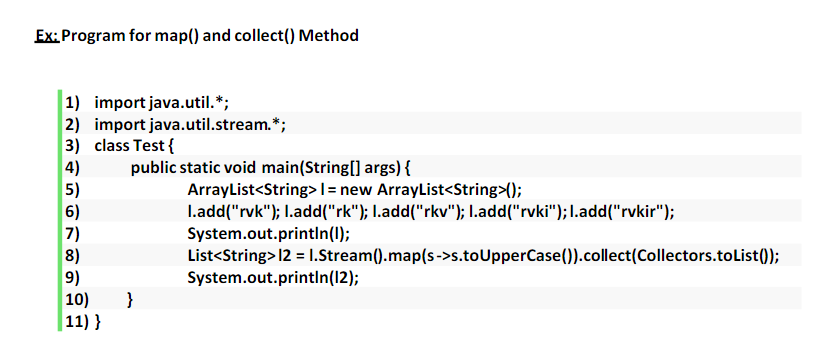 Ex: Program for map() and collect() Method
1) import java.util.*;
2) import java.util.stream.*;
3) class Test {
4) public static void main(String[] args) {
5) ArrayList<String> l = new ArrayList<String>();
6) l.add("rvk"); l.add("rk"); l.add("rkv"); l.add("rvki"); l.add("rvkir");
7) System.out.println(l);
8) List<String> l2 = l.Stream().map(s->s.toUpperCase()).collect(Collectors.toList());
9) System.out.println(l2);
10) }
11) }